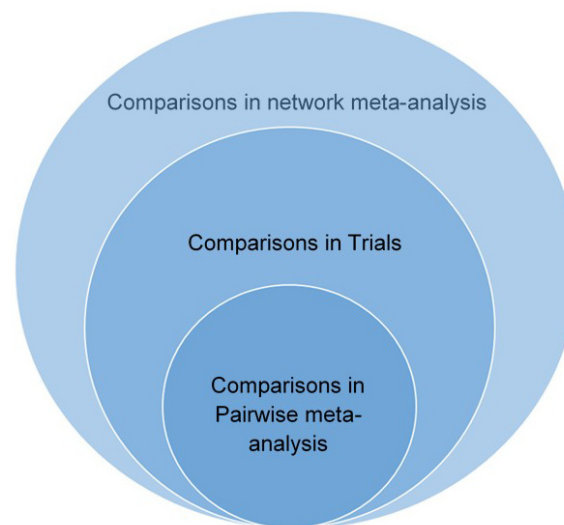 Comparisons in network meta-analysis
Comparisons in Trials
Comparisons in
Pairwise meta-
analysis